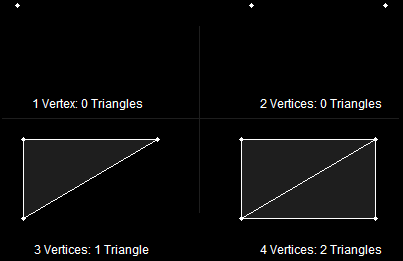 1 Vertex: 0 Triangles
2 Vertices: 0 Triangles
3 Vertices: 1 Triangle
4 Vertices: 2 Triangles